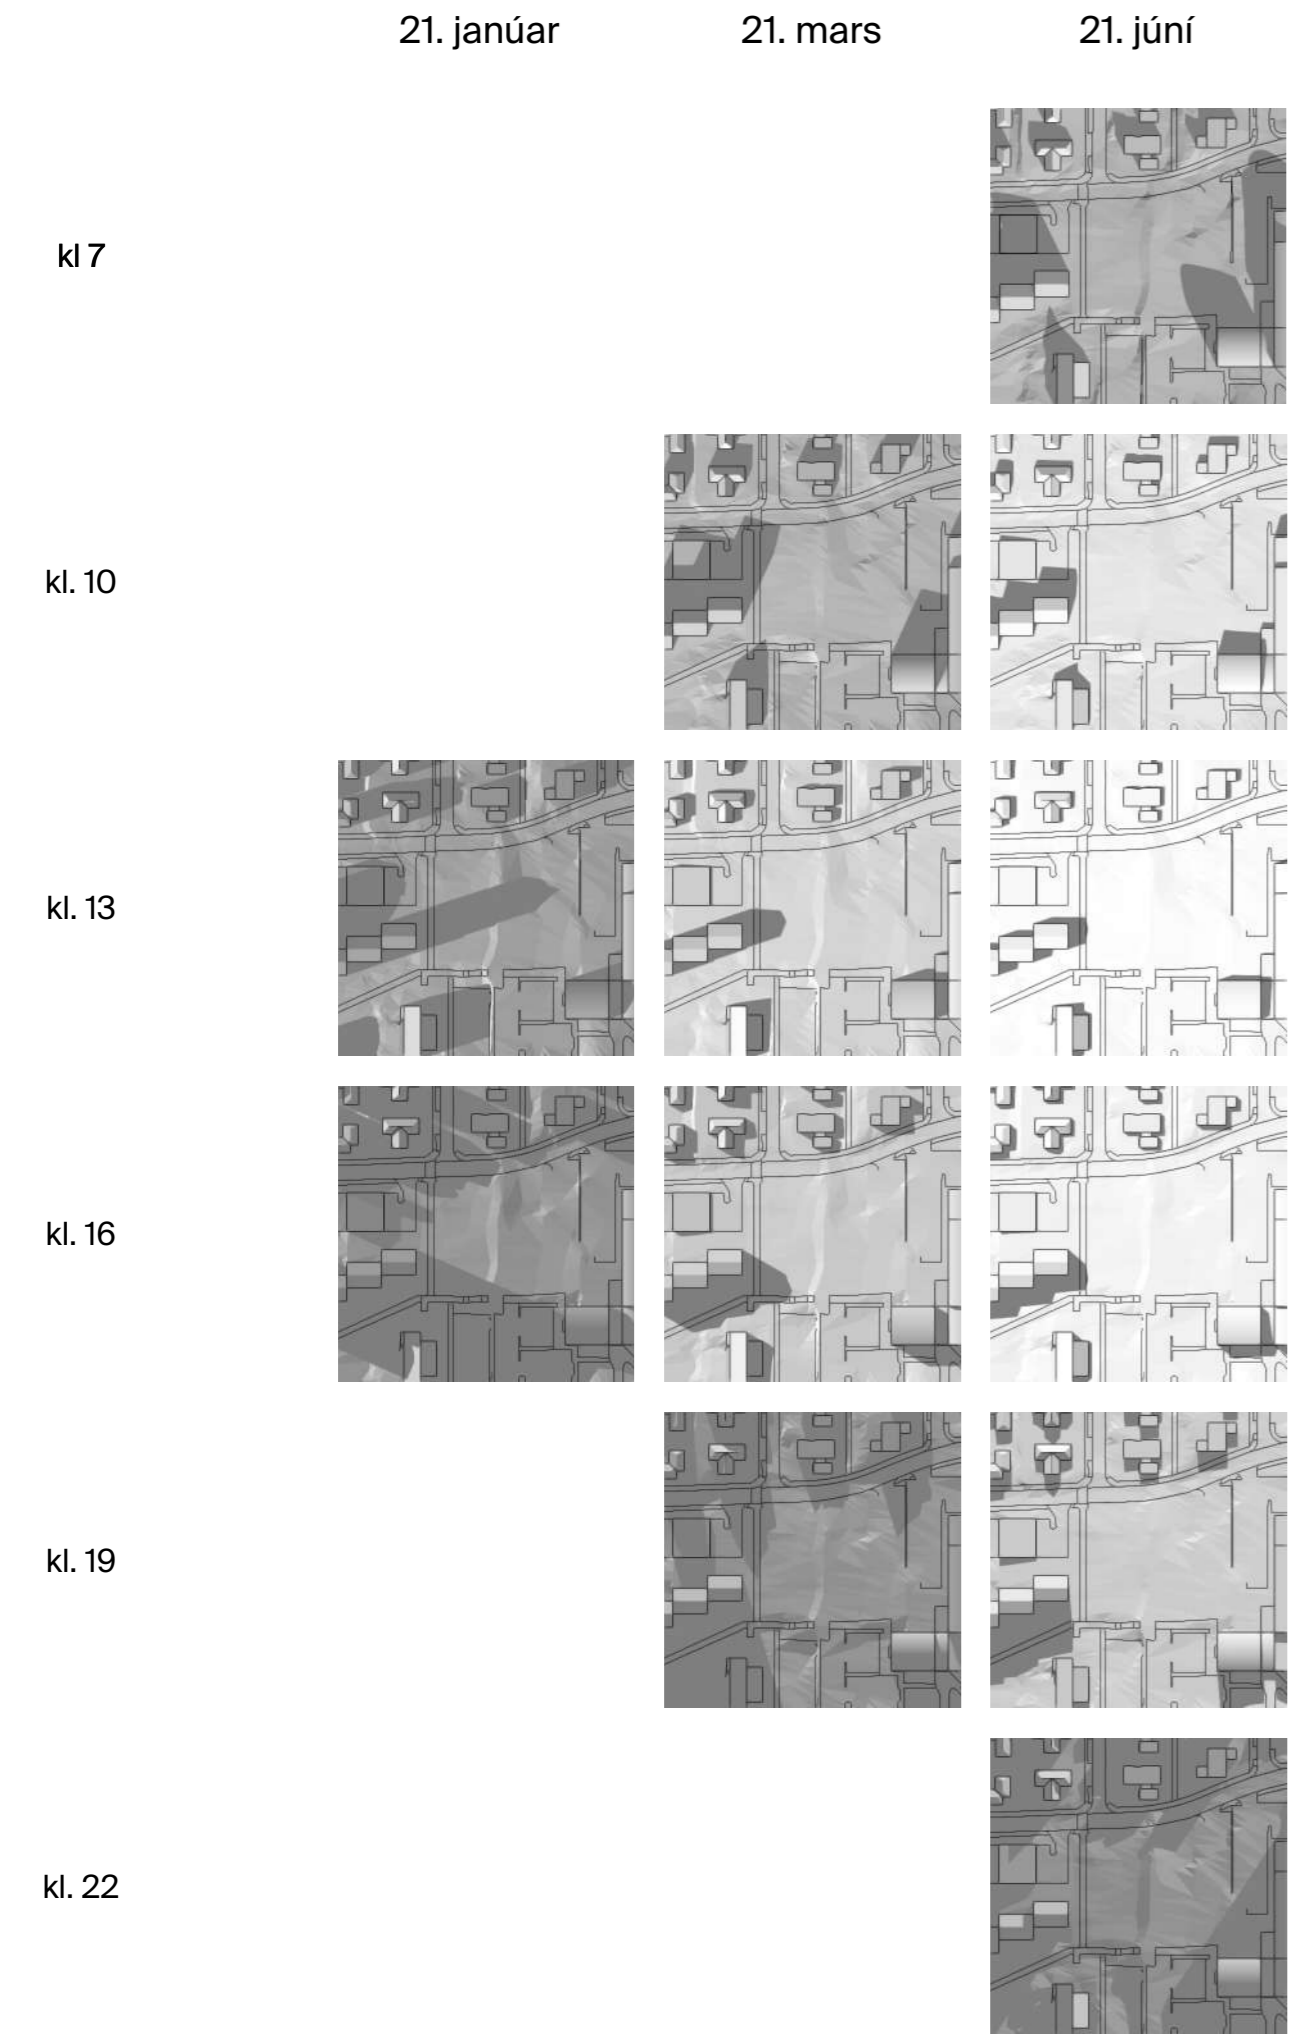 21. janúar 21. mars 21. júní
kl 7
kl. 10
kl. 13
kl. 16
kl. 19
kl. 22